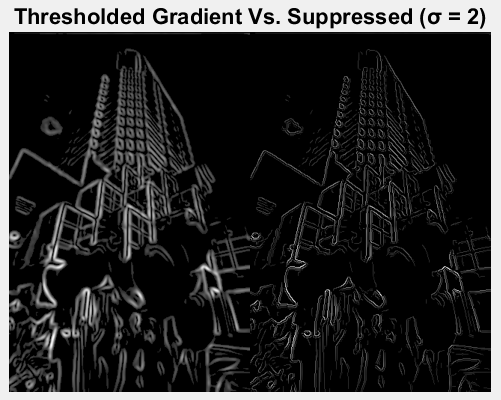 Thresholded Gradient Vs. Suppressed (σ = 2)